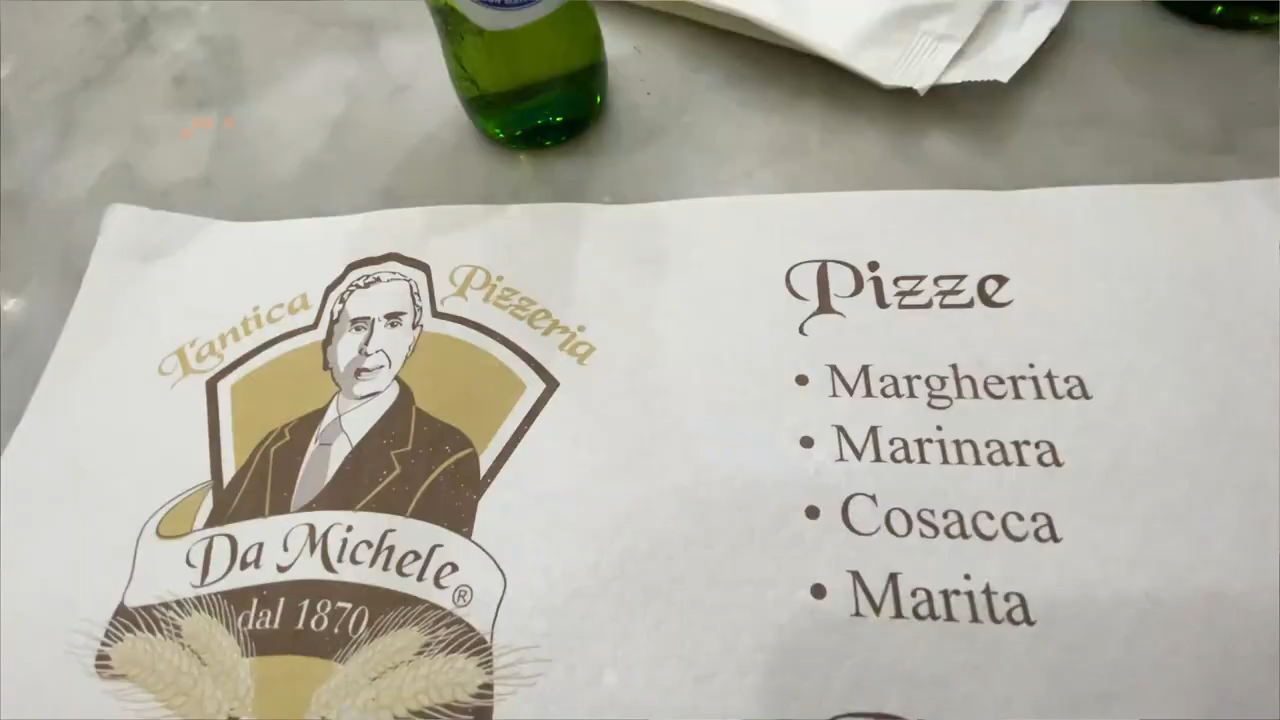 L'antica Pizzeria
Da Michele®
dal 1870
Pizze
• Margherita
• Marinara
• Cosacca
• Marita